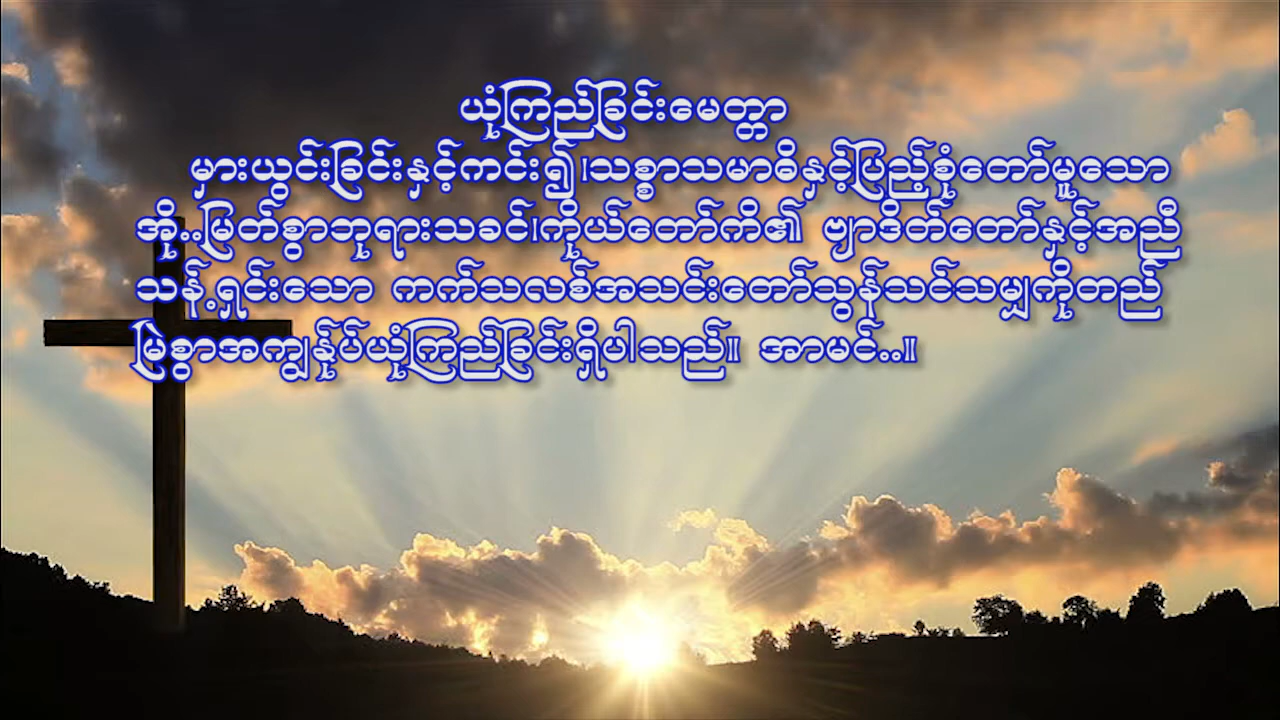 ယုံကြည်ခြင်းမေတ္တာ
မှားယွင်းခြင်းနှင့်ကင်း၍၊သစ္စာသမာဓိနှင့်ပြည့်စုံတော်မူသော
အို..မြတ်စွာဘုရားသခင်၊ကိုယ်တော်ကိ၏ ဗျာဒိတ်တော်နှင့်အညီ
သန့်ရှင်းသော ကက်သလစ်အသင်းတော်သွန်သင်သမျှကိုတည်
မြဲစွာအကျွန်ုပ်ယုံကြည်ခြင်းရှိပါသည်။ အာမင်..။